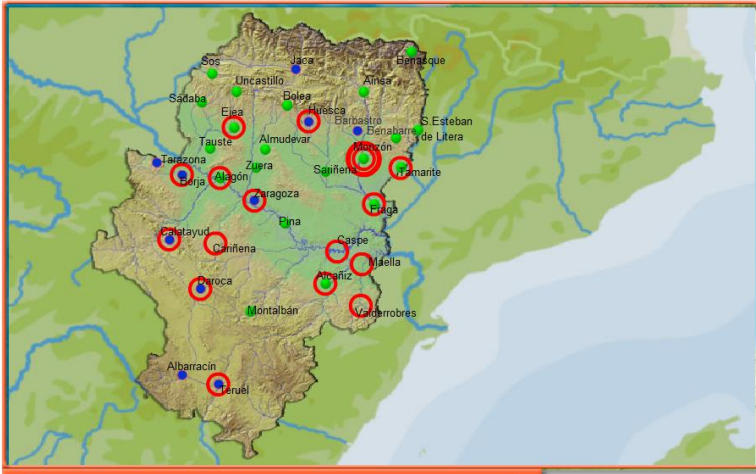 Benasque
Sos
Jaca
Uncastillo
Ainsa
Sadaba
Bolea
Ejea
Huesca
Barbastro
S.Esteban
de Litera
Benabarre
Tauste
Almudevar
Monzón
Tarazona
Zuera
Sariñena
Tamarite
Borja
Alagón
Zaragoza
Fraga
Pina
Calatayud
Cariñena
Caspe
Maella
Daroca
Alcañiz
Montalbán
Valderrobres
Albarracín
Teruel